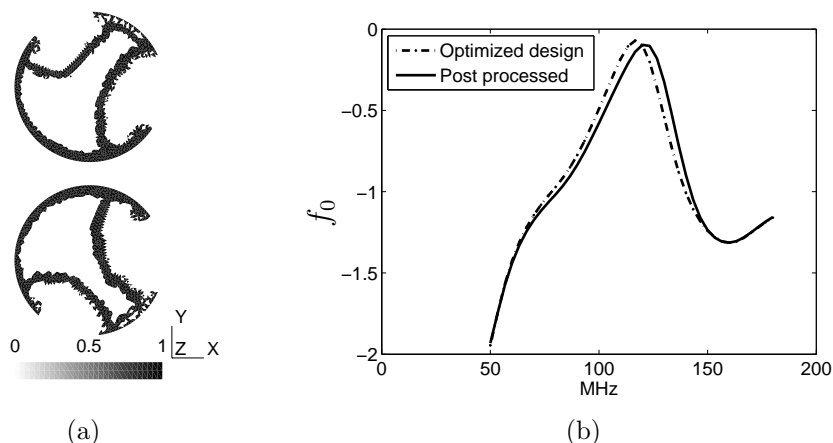 Y
Z X
0 0.5 1
(a)
Optimized design
Post processed
f₀
0
−0.5
−1
−1.5
−2
0 50 100 150 200
MHz
(b)